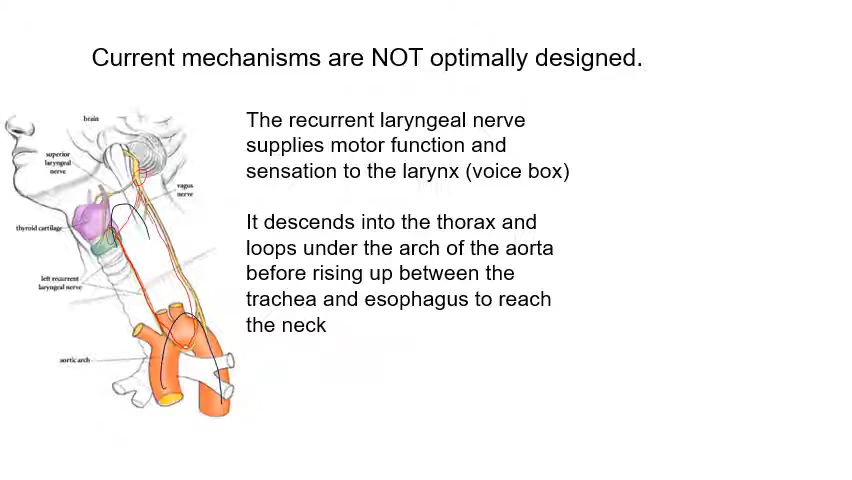 Current mechanisms are NOT optimally designed.
brain
superior
laryngeal
nerve
vagus
nerve
thyroid cartilage
left recurrent
laryngeal nerve
aortic arch
The recurrent laryngeal nerve
supplies motor function and
sensation to the larynx (voice box)
It descends into the thorax and
loops under the arch of the aorta
before rising up between the
trachea and esophagus to reach
the neck